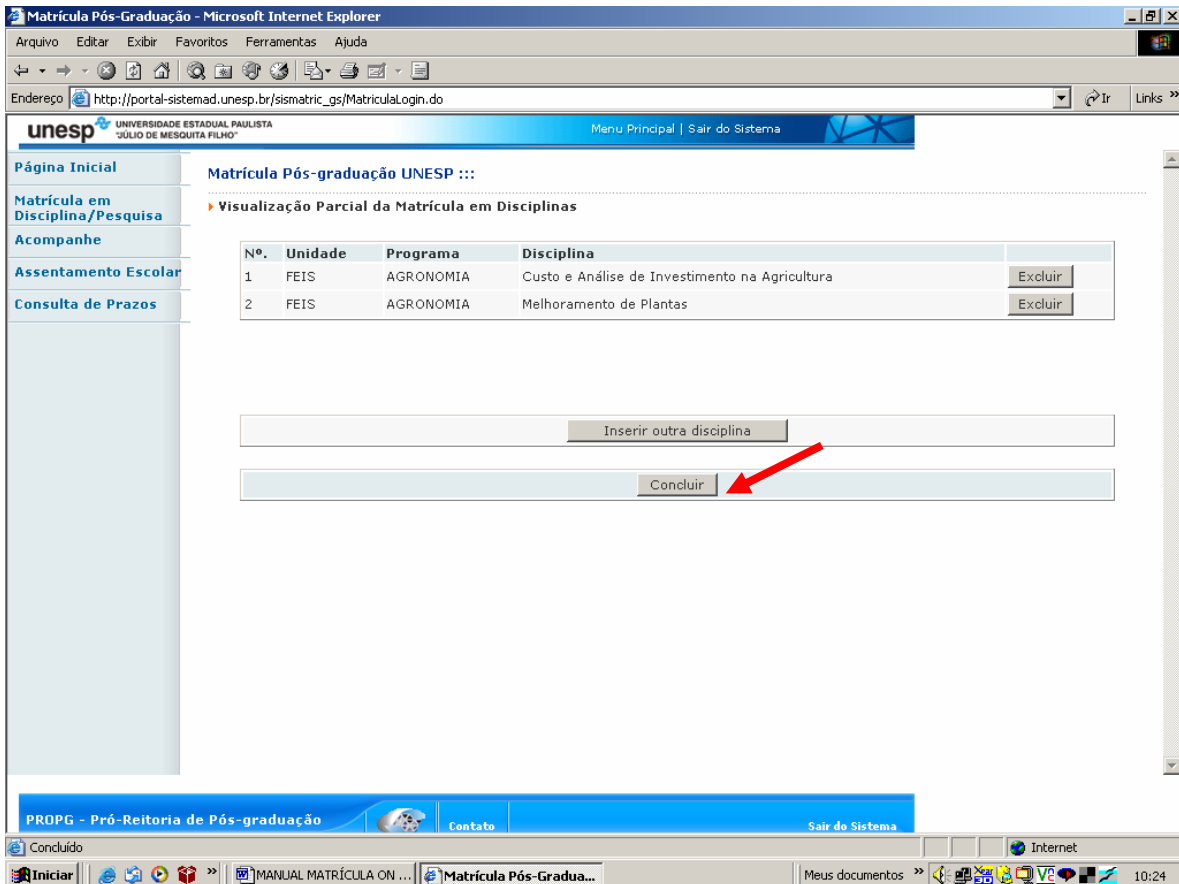 Matrícula Pós-Graduação - Microsoft Internet Explorer
Arquivo Editar Exibir Favoritos Ferramentas Ajuda
Endereço http://portal-sistemad.unesp.br/sismatric_gs/MatriculaLogin.do Ir Links »
unesp UNIVERSIDADE ESTADUAL PAULISTA
"JÚLIO DE MESQUITA FILHO"
Menu Principal | Sair do Sistema
Página Inicial
Matrícula em
Disciplina/Pesquisa
Acompanhe
Assentamento Escolar
Consulta de Prazos
Matrícula Pós-graduação UNESP :::
Visualização Parcial da Matrícula em Disciplinas
Nº. Unidade Programa Disciplina
1 FEIS AGRONOMIA Custo e Análise de Investimento na Agricultura Excluir
2 FEIS AGRONOMIA Melhoramento de Plantas Excluir
Inserir outra disciplina
Concluir
PROPG - Pró-Reitoria de Pós-graduação Contato Sair do Sistema
Concluído Internet
Iniciar » MANUAL MATRÍCULA ON ... Matrícula Pós-Gradua... Meus documentos » 10:24